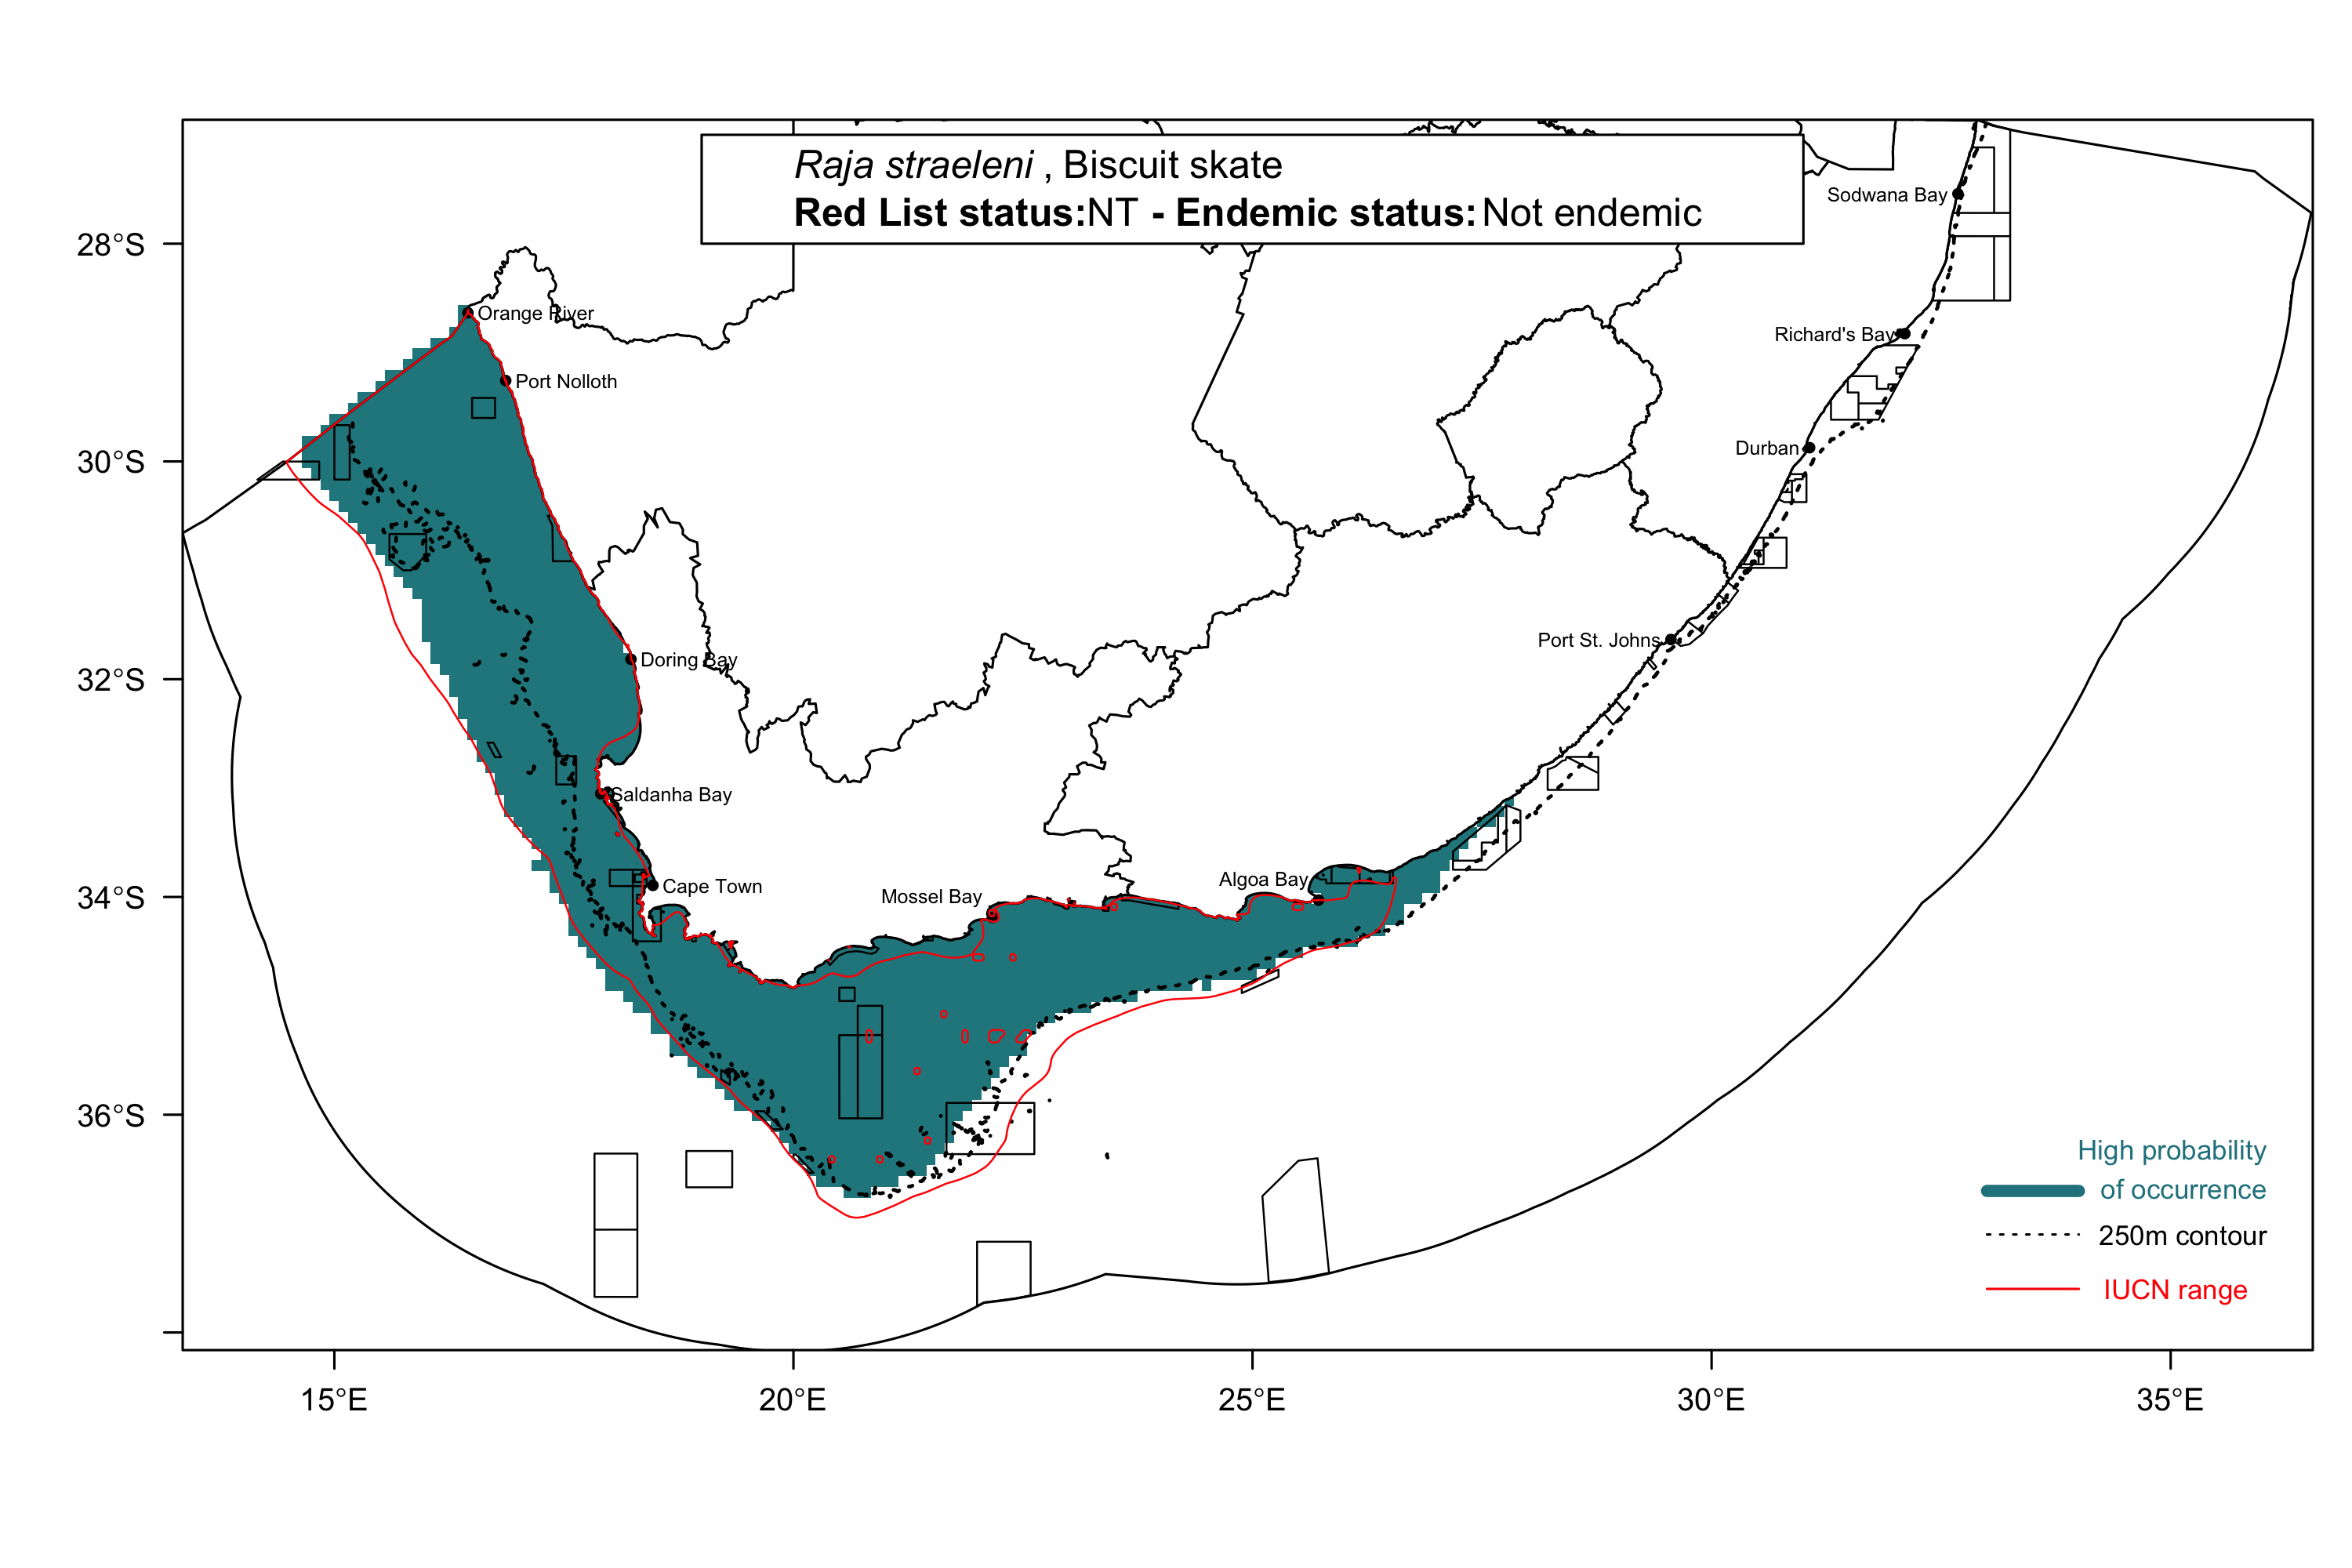 Raja straeleni , Biscuit skate
Red List status:NT - Endemic status: Not endemic
Sodwana Bay
28°S
Orange River
Richard's Bay
Port Nolloth
Durban
30°S
Port St. Johns
Doring Bay
32°S
Saldanha Bay
Algoa Bay
Cape Town
Mossel Bay
34°S
36°S
High probability
of occurrence
250m contour
IUCN range
15°E
20°E
25°E
30°E
35°E